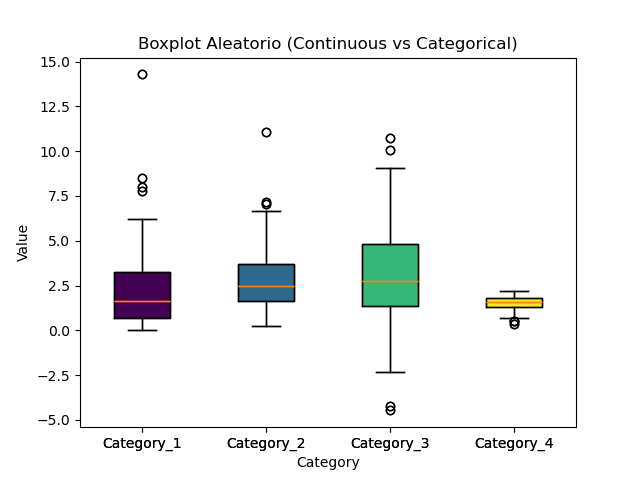 Boxplot Aleatorio (Continuous vs Categorical)
15.0
12.5
10.0
7.5
5.0
2.5
0.0
−2.5
−5.0
Value
Category_1 Category_2 Category_3 Category_4
Category